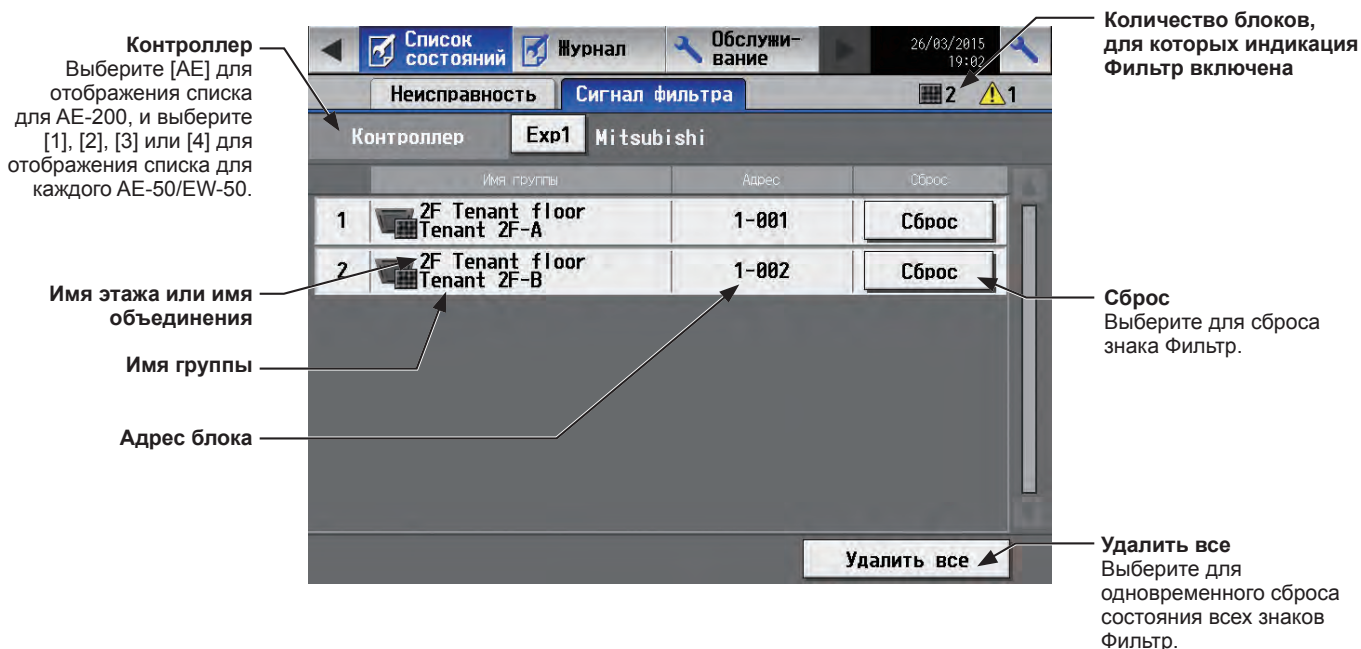 Контроллер
Выберите [AE] для
отображения списка
для AE-200, и выберите
[1], [2], [3] или [4] для
отображения списка для
каждого AE-50/EW-50.
Имя этажа или имя
объединения
Имя группы
Адрес блока
Список
состояний
Журнал
Обслужи-
вание
26/03/2015
19:02
Неисправность
Сигнал фильтра
2
1
Контроллер
Exp1
Mitsubishi
Имя группы
Адрес
Сброс
1
2F Tenant floor
Tenant 2F-A
1-001
Сброс
2
2F Tenant floor
Tenant 2F-B
1-002
Сброс
Удалить все
Количество блоков,
для которых индикация
Фильтр включена
Сброс
Выберите для сброса
знака Фильтр.
Удалить все
Выберите для
одновременного сброса
состояния всех знаков
Фильтр.